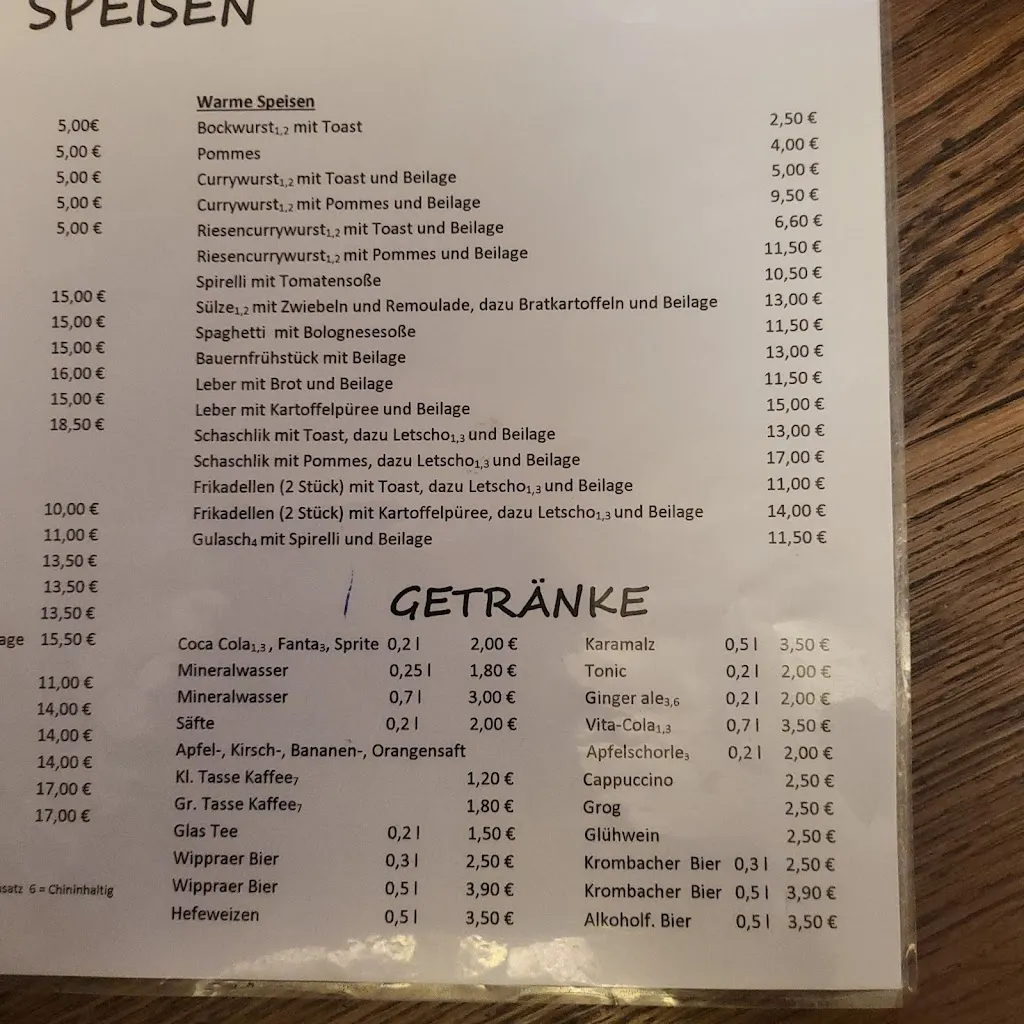 SPEISEN
5,00€
5,00 €
5,00 €
5,00 €
5,00 €
15,00 €
15,00 €
15,00 €
16,00 €
15,00 €
18,50 €
10,00 €
11,00 €
13,50 €
13,50 €
13,50 €
age 15,50 €
11,00 €
14,00 €
14,00 €
14,00 €
17,00 €
17,00 €
satz 6 = Chininhaltig
Warme Speisen
Bockwurst1,2 mit Toast 2,50 €
Pommes 4,00 €
Currywurst1,2 mit Toast und Beilage 5,00 €
Currywurst1,2 mit Pommes und Beilage 9,50 €
Riesencurrywurst1,2 mit Toast und Beilage 6,60 €
Riesencurrywurst1,2 mit Pommes und Beilage 11,50 €
Spirelli mit Tomatensoße 10,50 €
Sülze1,2 mit Zwiebeln und Remoulade, dazu Bratkartoffeln und Beilage 13,00 €
Spaghetti mit Bolognesesoße 11,50 €
Bauernfrühstück mit Beilage 13,00 €
Leber mit Brot und Beilage 11,50 €
Leber mit Kartoffelpüree und Beilage 15,00 €
Schaschlik mit Toast, dazu Letscho1,3 und Beilage 13,00 €
Schaschlik mit Pommes, dazu Letscho1,3 und Beilage 17,00 €
Frikadellen (2 Stück) mit Toast, dazu Letscho1,3 und Beilage 11,00 €
Frikadellen (2 Stück) mit Kartoffelpüree, dazu Letscho1,3 und Beilage 14,00 €
Gulasch4 mit Spirelli und Beilage 11,50 €
GETRÄNKE
Coca Cola1,3, Fanta3, Sprite 0,2 l 2,00 €
Mineralwasser 0,25 l 1,80 €
Mineralwasser 0,7 l 3,00 €
Säfte 0,2 l 2,00 €
Apfel-, Kirsch-, Bananen-, Orangensaft
Kl. Tasse Kaffee7 1,20 €
Gr. Tasse Kaffee7 1,80 €
Glas Tee 0,2 l 1,50 €
Wippraer Bier 0,3 l 2,50 €
Wippraer Bier 0,5 l 3,90 €
Hefeweizen 0,5 l 3,50 €
Karamalz 0,5 l 3,50 €
Tonic 0,2 l 2,00 €
Ginger ale3,6 0,2 l 2,00 €
Vita-Cola1,3 0,7 l 3,50 €
Apfelschorle3 0,2 l 2,00 €
Cappuccino 2,50 €
Grog 2,50 €
Glühwein 2,50 €
Krombacher Bier 0,3 l 2,50 €
Krombacher Bier 0,5 l 3,90 €
Alkoholf. Bier 0,5 l 3,50 €